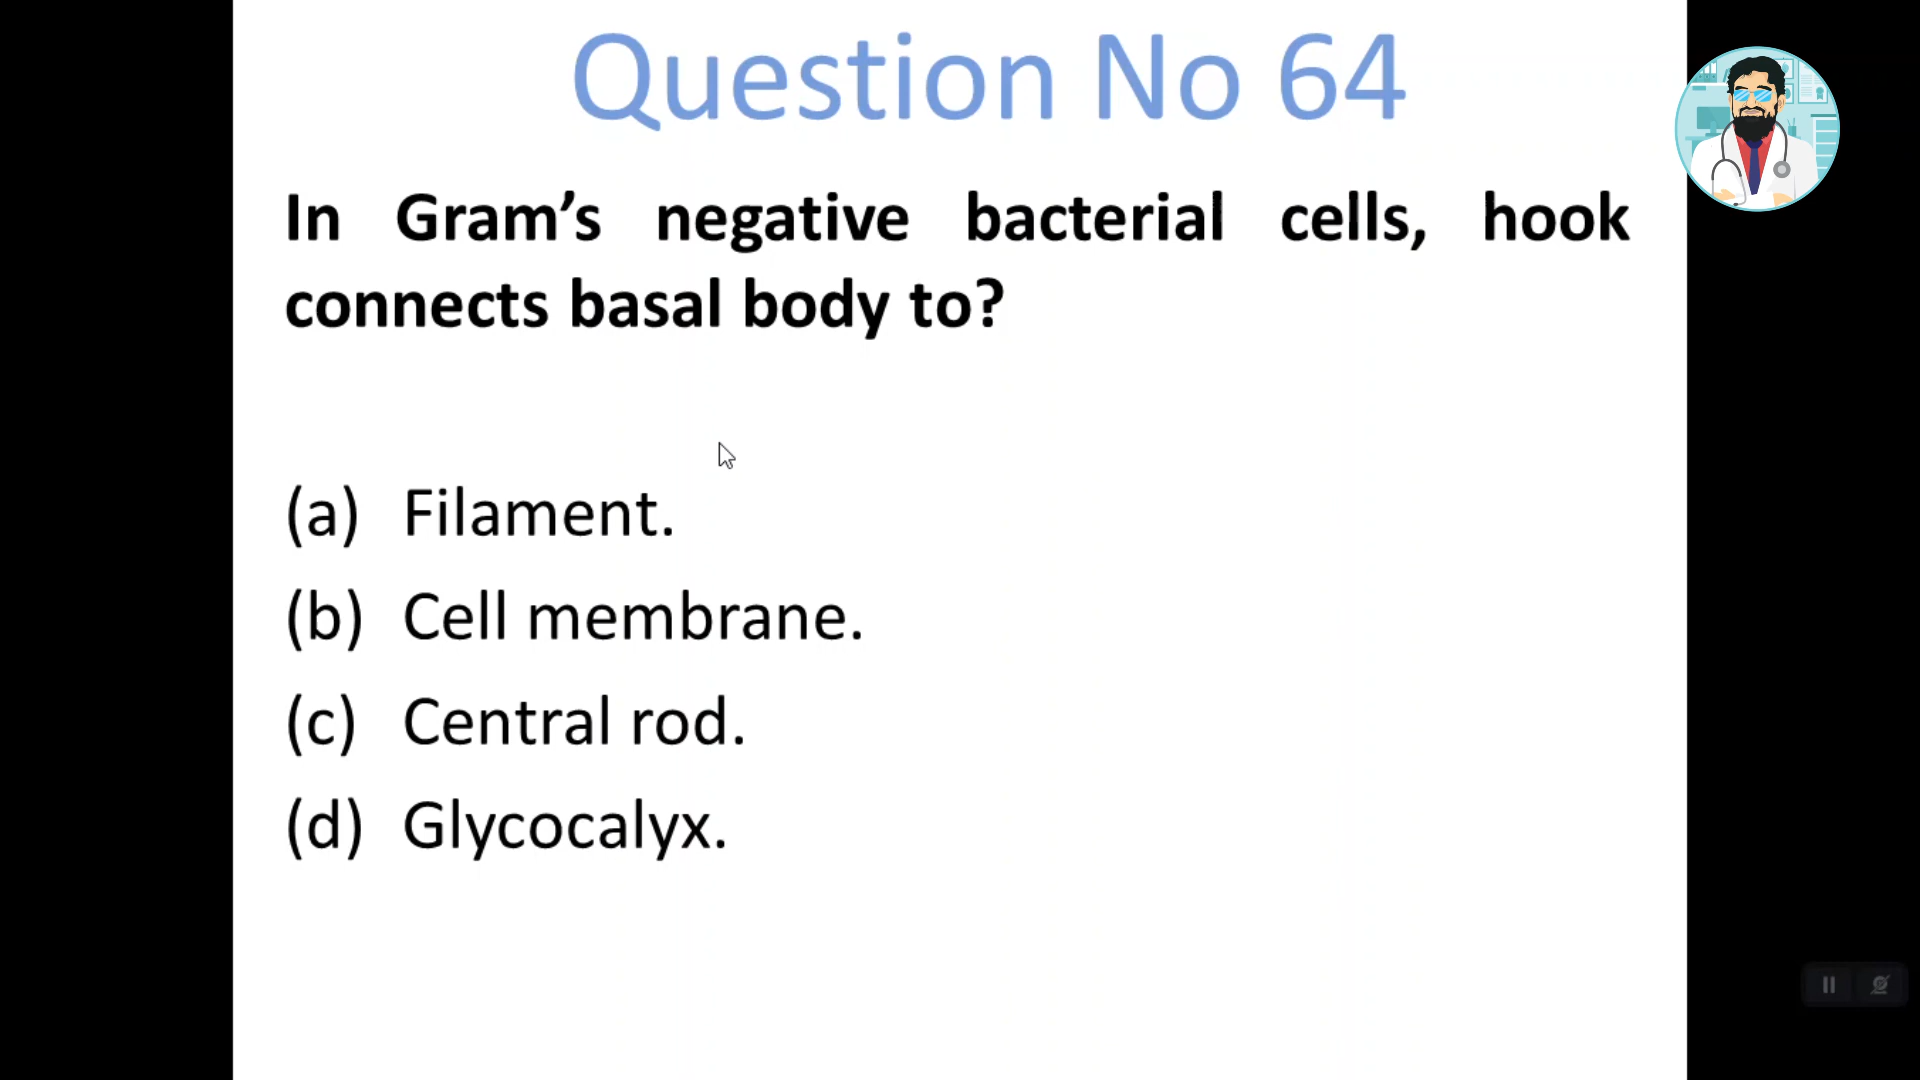 Question No 64
In Gram’s negative bacterial cells, hook
connects basal body to?
(a) Filament.
(b) Cell membrane.
(c) Central rod.
(d) Glycocalyx.